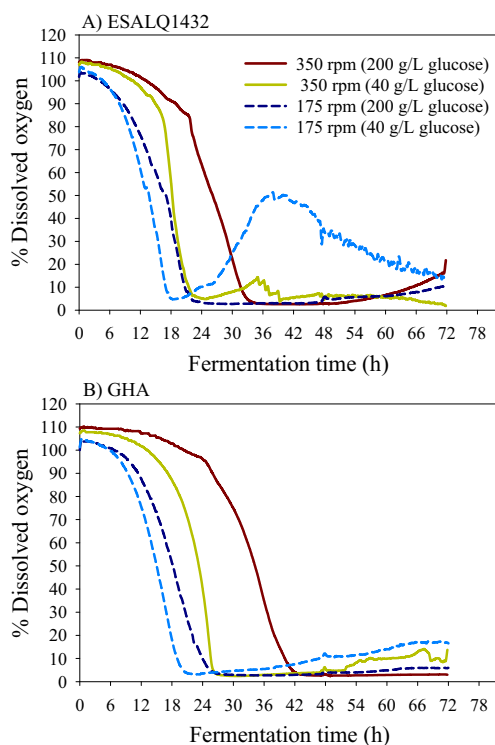 A) ESALQ1432
120
110
100
90
80
70
60
50
40
30
20
10
0
% Dissolved oxygen
350 rpm (200 g/L glucose)
350 rpm (40 g/L glucose)
175 rpm (200 g/L glucose)
175 rpm (40 g/L glucose)
0 6 12 18 24 30 36 42 48 54 60 66 72 78
Fermentation time (h)
B) GHA
120
110
100
90
80
70
60
50
40
30
20
10
0
% Dissolved oxygen
0 6 12 18 24 30 36 42 48 54 60 66 72 78
Fermentation time (h)